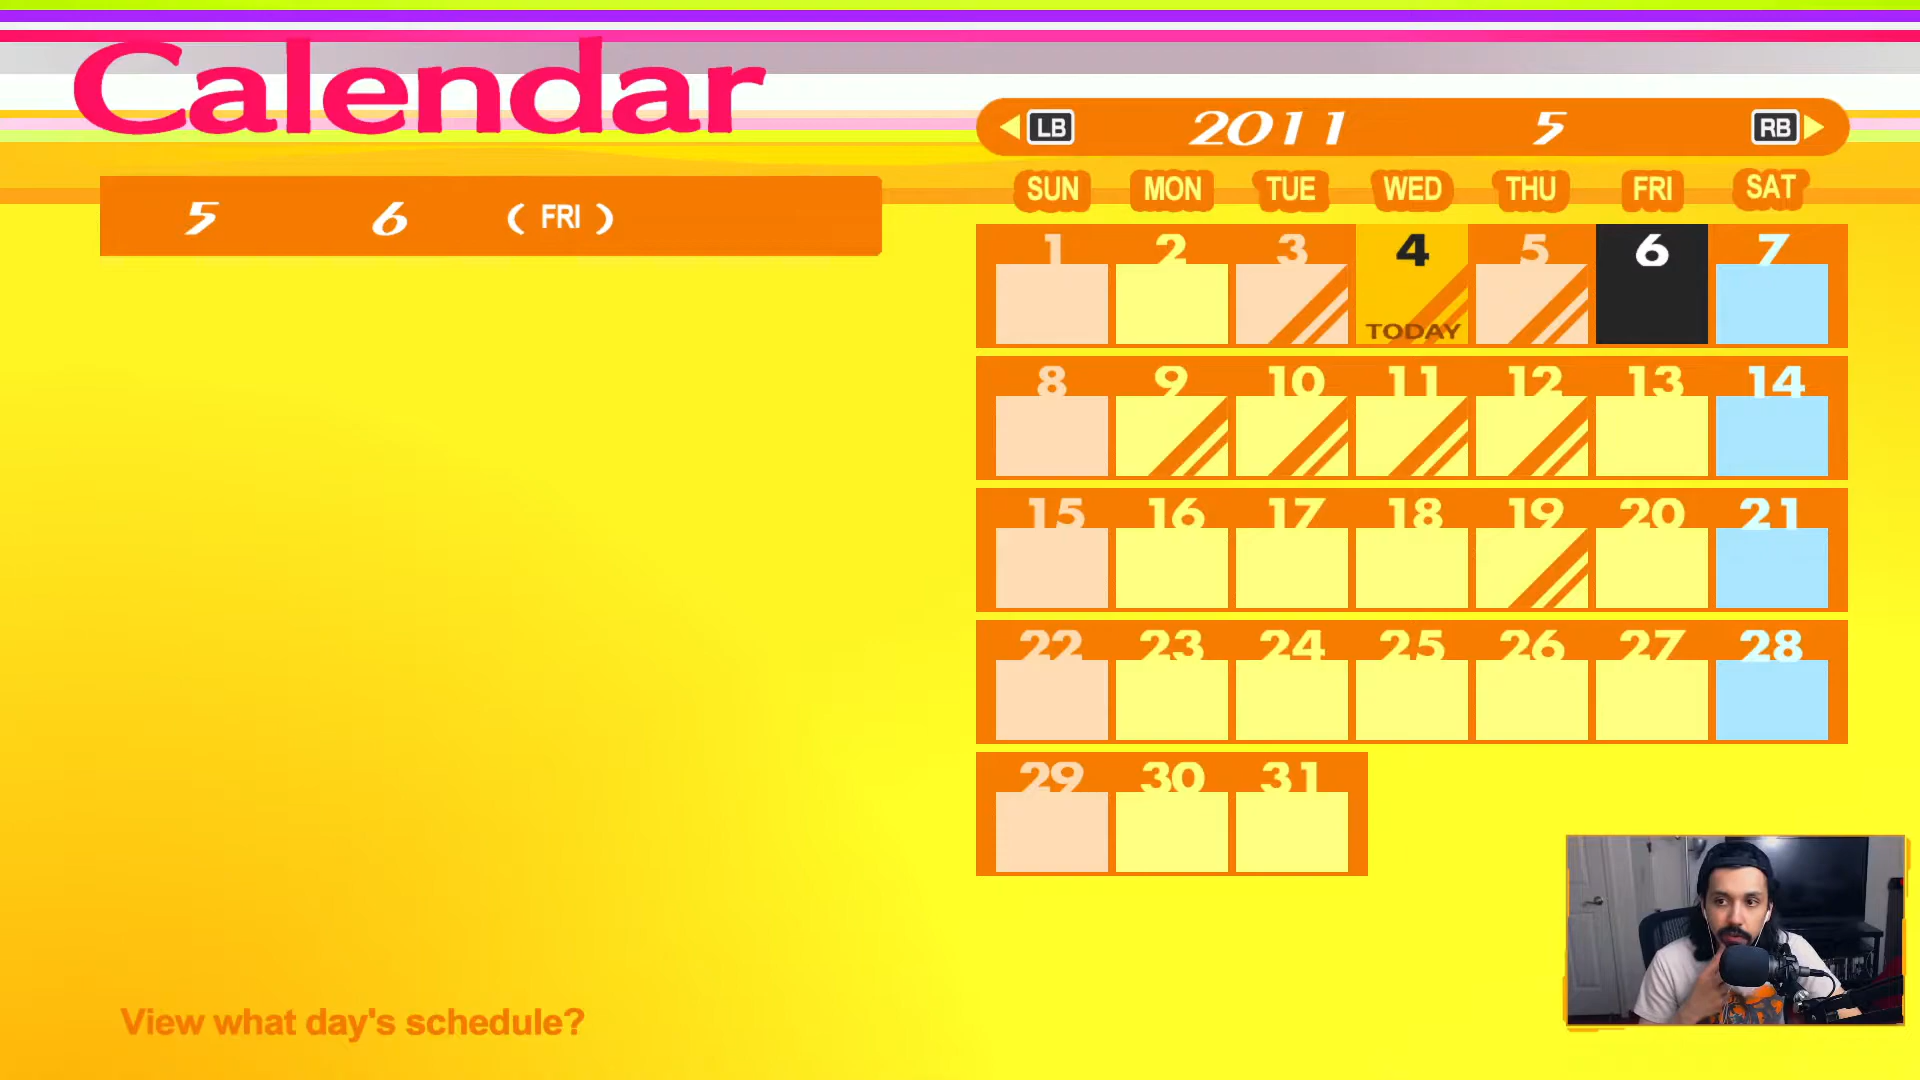 Calendar
LB 2011 5 RB
5 6 ( FRI )
SUN MON TUE WED THU FRI SAT
1 2 3 4 5 6 7
TODAY
8 9 10 11 12 13 14
15 16 17 18 19 20 21
22 23 24 25 26 27 28
29 30 31
View what day's schedule?